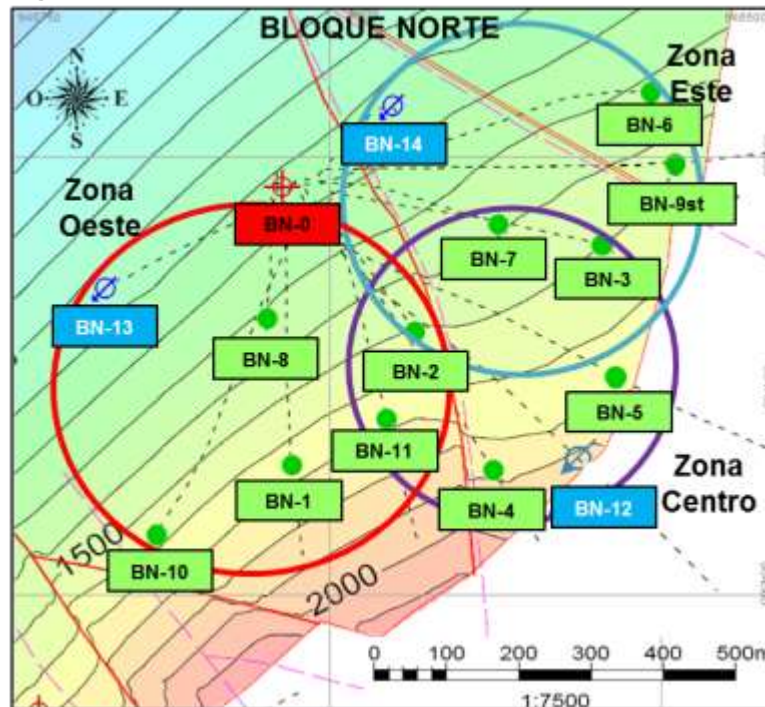 BLOQUE NORTE
Zona
Este
N
O
E
S
BN-6
BN-14
Zona
Oeste
BN-9st
BN-0
BN-7
BN-3
BN-13
BN-8
BN-2
BN-5
BN-11
Zona
Centro
BN-1
BN-4
BN-12
BN-10
1500
2000
0
100
200
300
400
500m
1:7500